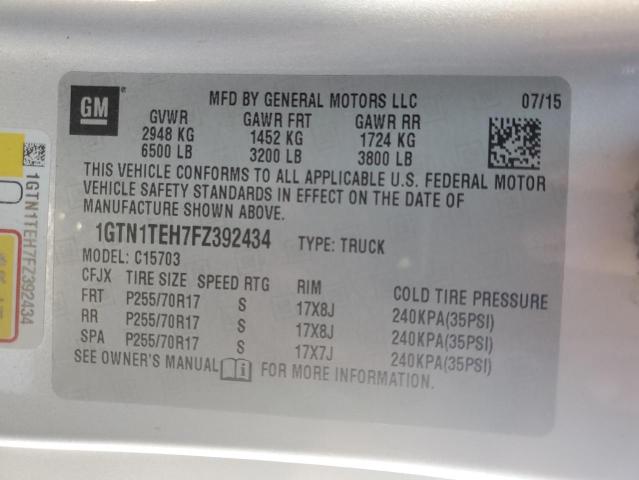 GM
MFD BY GENERAL MOTORS LLC 07/15
GVWR GAWR FRT GAWR RR
2948 KG 1452 KG 1724 KG
6500 LB 3200 LB 3800 LB
THIS VEHICLE CONFORMS TO ALL APPLICABLE U.S. FEDERAL MOTOR
VEHICLE SAFETY STANDARDS IN EFFECT ON THE DATE OF
MANUFACTURE SHOWN ABOVE.
1GTN1TEH7FZ392434 TYPE: TRUCK
MODEL: C15703
CFJX TIRE SIZE SPEED RTG RIM COLD TIRE PRESSURE
FRT P255/70R17 S 17X8J 240KPA(35PSI)
RR P255/70R17 S 17X8J 240KPA(35PSI)
SPA P255/70R17 S 17X7J 240KPA(35PSI)
SEE OWNER'S MANUAL FOR MORE INFORMATION.
1GTN1TEH7FZ392434